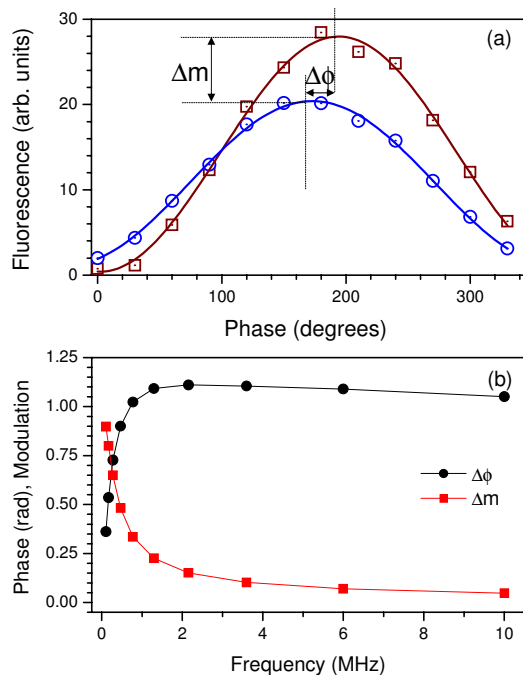 30
20
10
0
Fluorescence (arb. units)
(a)
Δm
Δϕ
0 100 200 300
Phase (degrees)
1.25
1.00
0.75
0.50
0.25
0.00
Phase (rad), Modulation
(b)
Δϕ
Δm
0 2 4 6 8 10
Frequency (MHz)